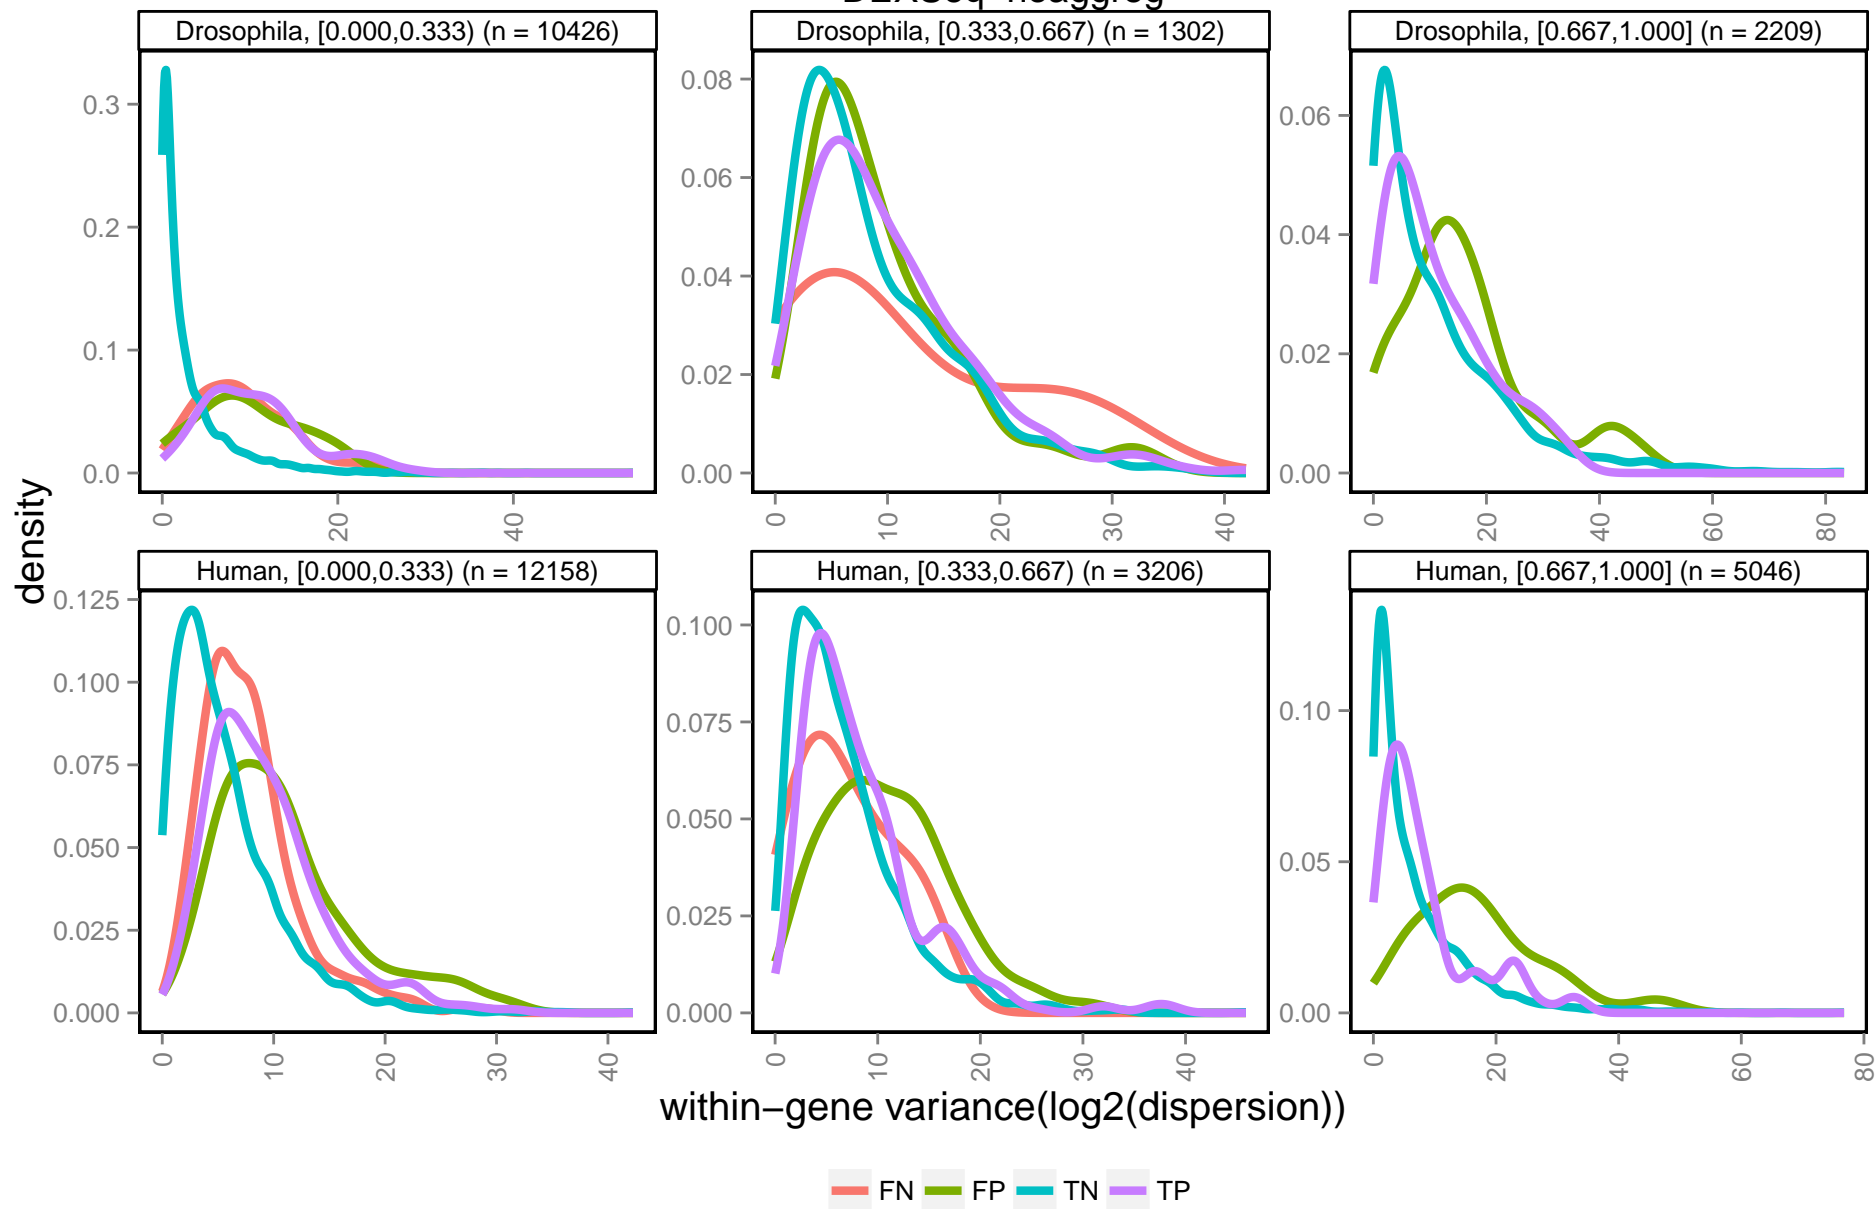 Drosophila, [0.000,0.333) (n = 10426)
Drosophila, [0.333,0.667) (n = 1302)
Drosophila, [0.667,1.000] (n = 2209)
0.3
0.2
0.1
0.0
0 20 40
0.08
0.06
0.04
0.02
0.00
0 10 20 30 40
0.06
0.04
0.02
0.00
0 20 40 60 80
density
Human, [0.000,0.333) (n = 12158)
Human, [0.333,0.667) (n = 3206)
Human, [0.667,1.000] (n = 5046)
0.125
0.100
0.075
0.050
0.025
0.000
0 10 20 30 40
0.100
0.075
0.050
0.025
0.000
0 10 20 30 40
0.10
0.05
0.00
0 20 40 60 80
within−gene variance(log2(dispersion))
FN FP TN TP